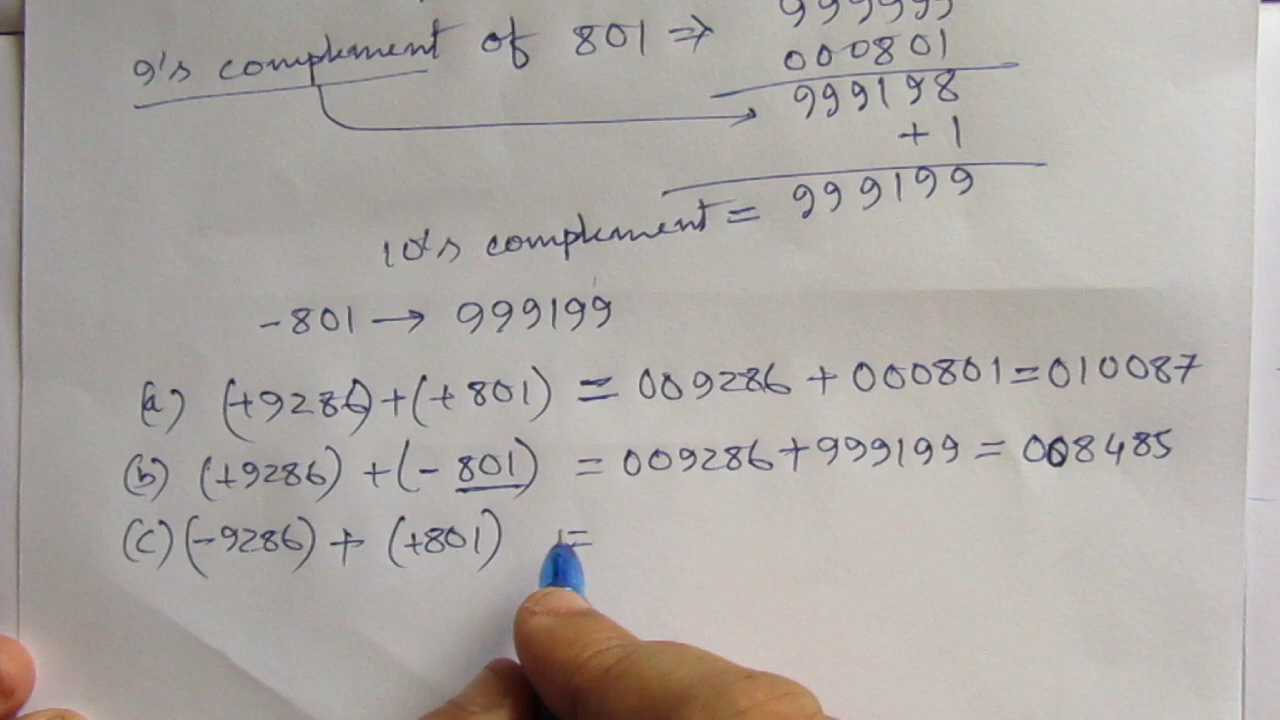 999999
9's complement of 801 ⇒ 000801
999198
+ 1
10's complement = 999199
-801 → 999199
(a) (+9286) + (+801) = 009286 + 000801 = 010087
(b) (+9286) + (-801) = 009286 + 999199 = 008485
(c) (-9286) + (+801) =